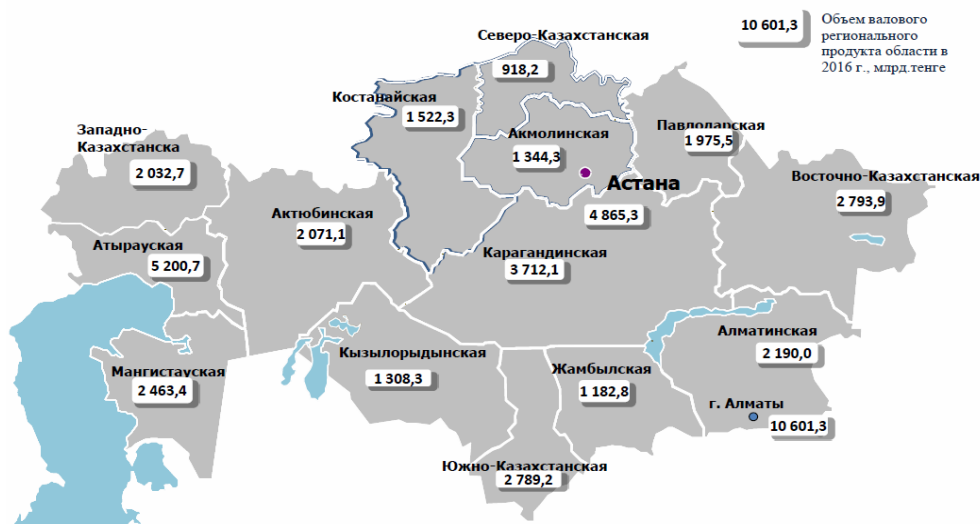 10 601,3
Объем валового
регионального
продукта области в
2016 г., млрд.тенге
Северо-Казахстанская
918,2
Костанайская
1 522,3
Акмолинская
1 344,3
Павлодарская
1 975,5
Западно-
Казахстанска
2 032,7
Астана
4 865,3
Восточно-Казахстанская
2 793,9
Актюбинская
2 071,1
Атырауская
5 200,7
Карагандинская
3 712,1
Алматинская
2 190,0
Кызылорыдынская
1 308,3
Жамбылская
1 182,8
Мангистауская
2 463,4
г. Алматы
10 601,3
Южно-Казахстанская
2 789,2